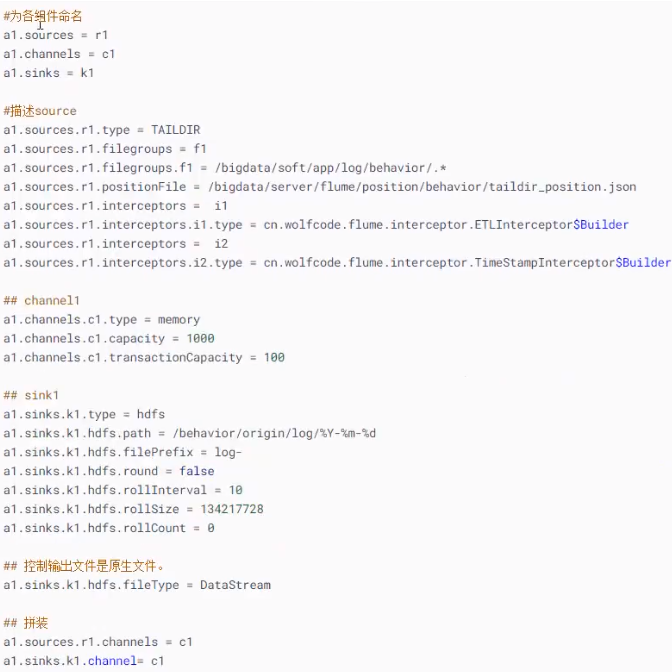 #为各组件命名
a1.sources = r1
a1.channels = c1
a1.sinks = k1
#描述source
a1.sources.r1.type = TAILDIR
a1.sources.r1.filegroups = f1
a1.sources.r1.filegroups.f1 = /bigdata/soft/app/log/behavior/.*
a1.sources.r1.positionFile = /bigdata/server/flume/position/behavior/taildir_position.json
a1.sources.r1.interceptors =  i1
a1.sources.r1.interceptors.i1.type = cn.wolfcode.flume.interceptor.ETLInterceptor$Builder
a1.sources.r1.interceptors =  i2
a1.sources.r1.interceptors.i2.type = cn.wolfcode.flume.interceptor.TimeStampInterceptor$Builder
## channel1
a1.channels.c1.type = memory
a1.channels.c1.capacity = 1000
a1.channels.c1.transactionCapacity = 100
## sink1
a1.sinks.k1.type = hdfs
a1.sinks.k1.hdfs.path = /behavior/origin/log/%Y-%m-%d
a1.sinks.k1.hdfs.filePrefix = log-
a1.sinks.k1.hdfs.round = false
a1.sinks.k1.hdfs.rollInterval = 10
a1.sinks.k1.hdfs.rollSize = 134217728
a1.sinks.k1.hdfs.rollCount = 0
## 控制输出文件是原生文件。
a1.sinks.k1.hdfs.fileType = DataStream
## 拼装
a1.sources.r1.channels = c1
a1.sinks.k1.channel= c1